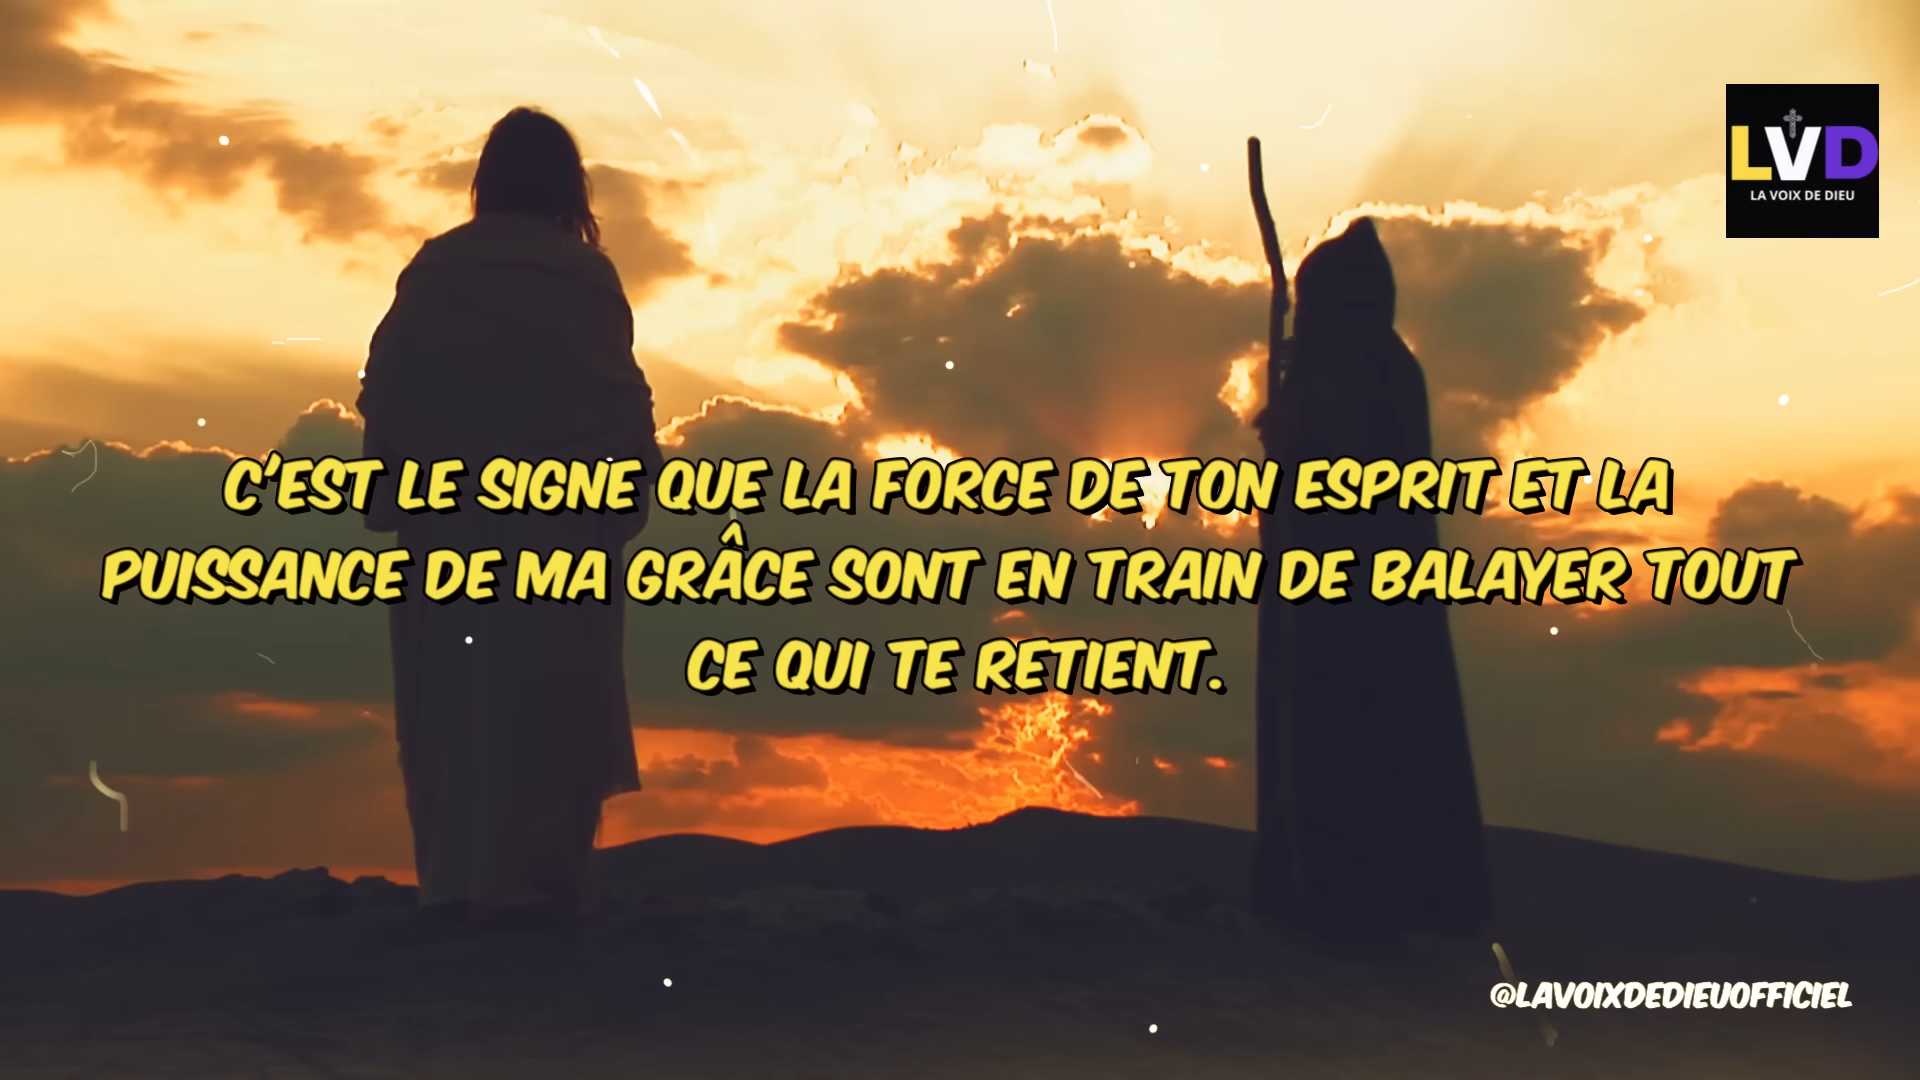 LVD
LA VOIX DE DIEU
C'EST LE SIGNE QUE LA FORCE DE TON ESPRIT ET LA
PUISSANCE DE MA GRÂCE SONT EN TRAIN DE BALAYER TOUT
CE QUI TE RETIENT.
@LAVOIXDEDIEUOFFICIEL